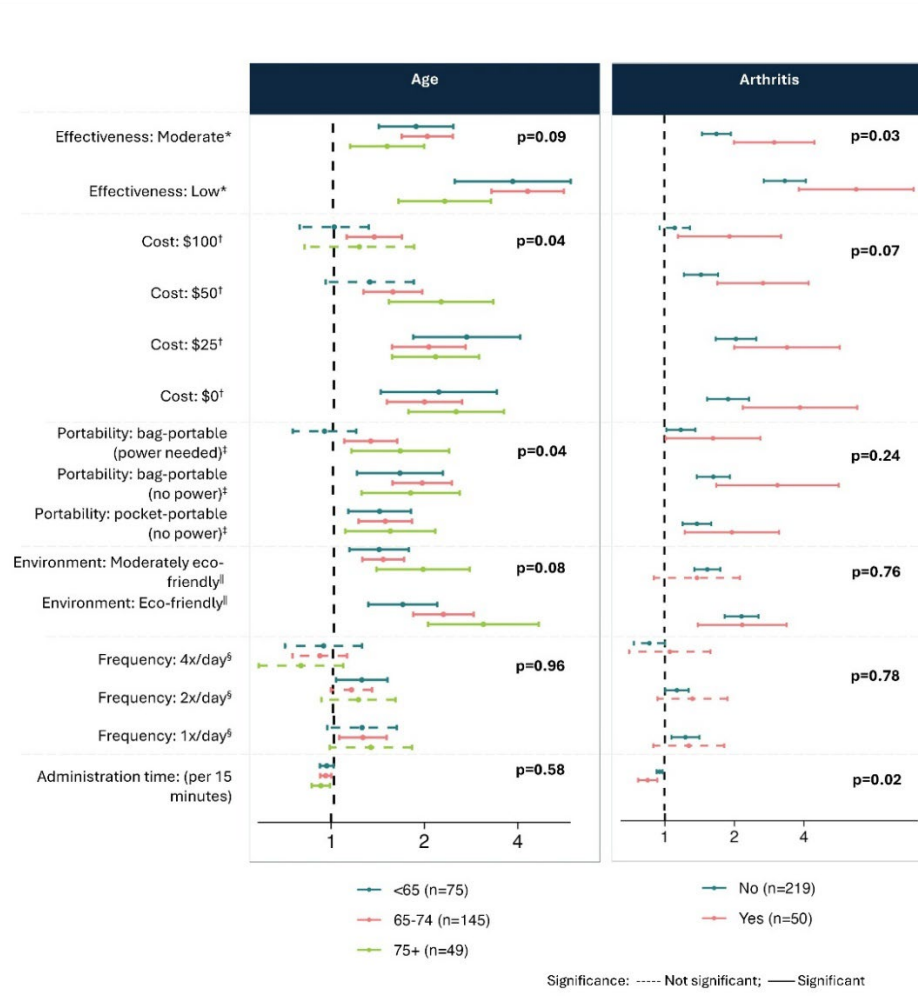 Age
Arthritis
Effectiveness: Moderate*
p=0.09
p=0.03
Effectiveness: Low*
Cost: $100†
p=0.04
p=0.07
Cost: $50†
Cost: $25†
Cost: $0†
Portability: bag-portable
(power needed)‡
p=0.04
p=0.24
Portability: bag-portable
(no power)‡
Portability: pocket-portable
(no power)‡
Environment: Moderately eco-
friendly‖
p=0.08
p=0.76
Environment: Eco-friendly‖
Frequency: 4x/day§
p=0.96
p=0.78
Frequency: 2x/day§
Frequency: 1x/day§
Administration time: (per 15
minutes)
p=0.58
p=0.02
1 2 4
1 2 4
<65 (n=75)
65-74 (n=145)
75+ (n=49)
No (n=219)
Yes (n=50)
Significance: ----- Not significant; —— Significant